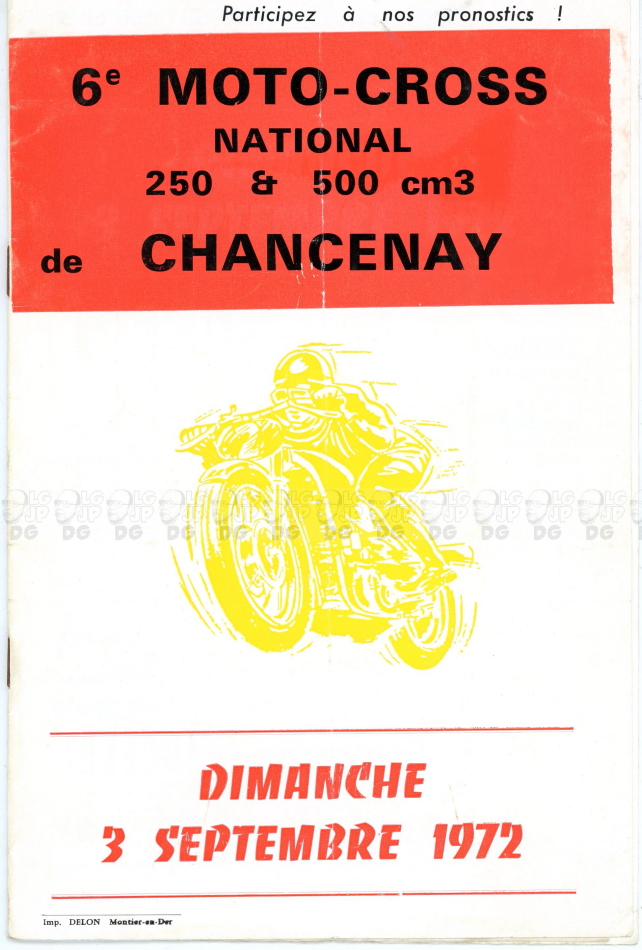 Participez à nos pronostics !
6e MOTO-CROSS
NATIONAL
250 & 500 cm3
de CHANCENAY
DIMANCHE
3 SEPTEMBRE 1972
Imp. DELON Montier-en-Der